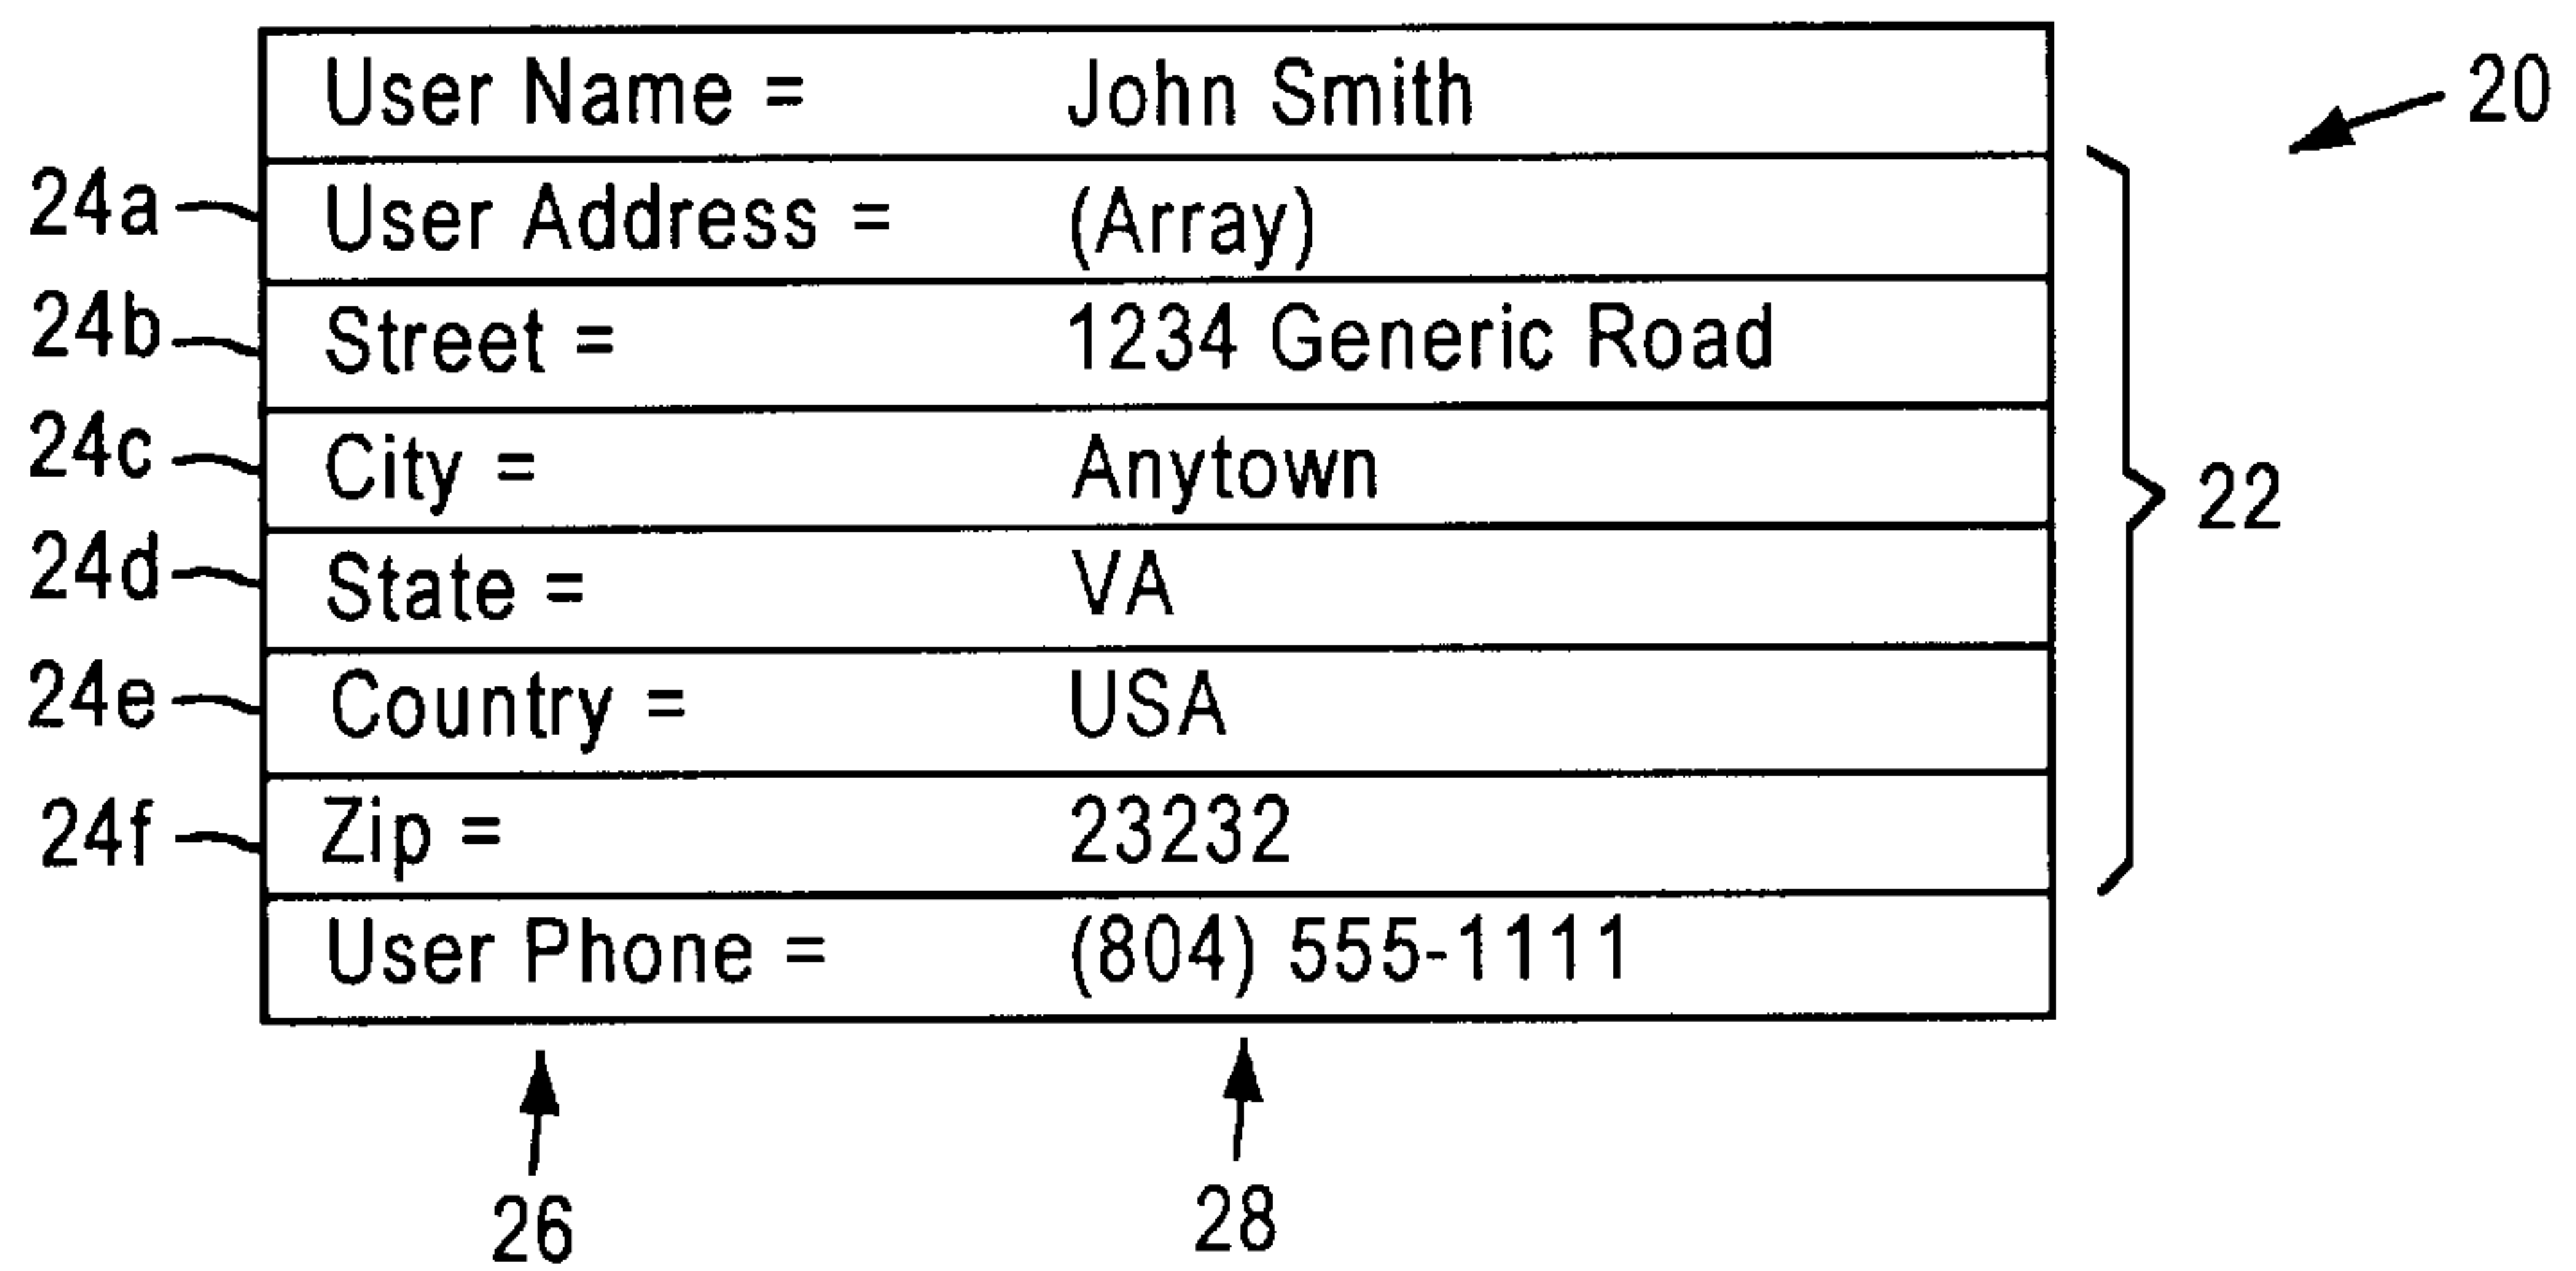 User Name = John Smith
20
24a User Address = (Array)
24b Street = 1234 Generic Road
24c City = Anytown
22
24d State = VA
24e Country = USA
24f Zip = 23232
User Phone = (804) 555-1111
26 28